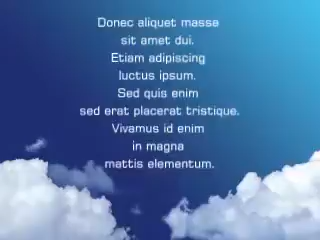 Donec aliquet massa
sit amet dui.
Etiam adipiscing
luctus ipsum.
Sed quis enim
sed erat placerat tristique.
Vivamus id enim
in magna
mattis elementum.